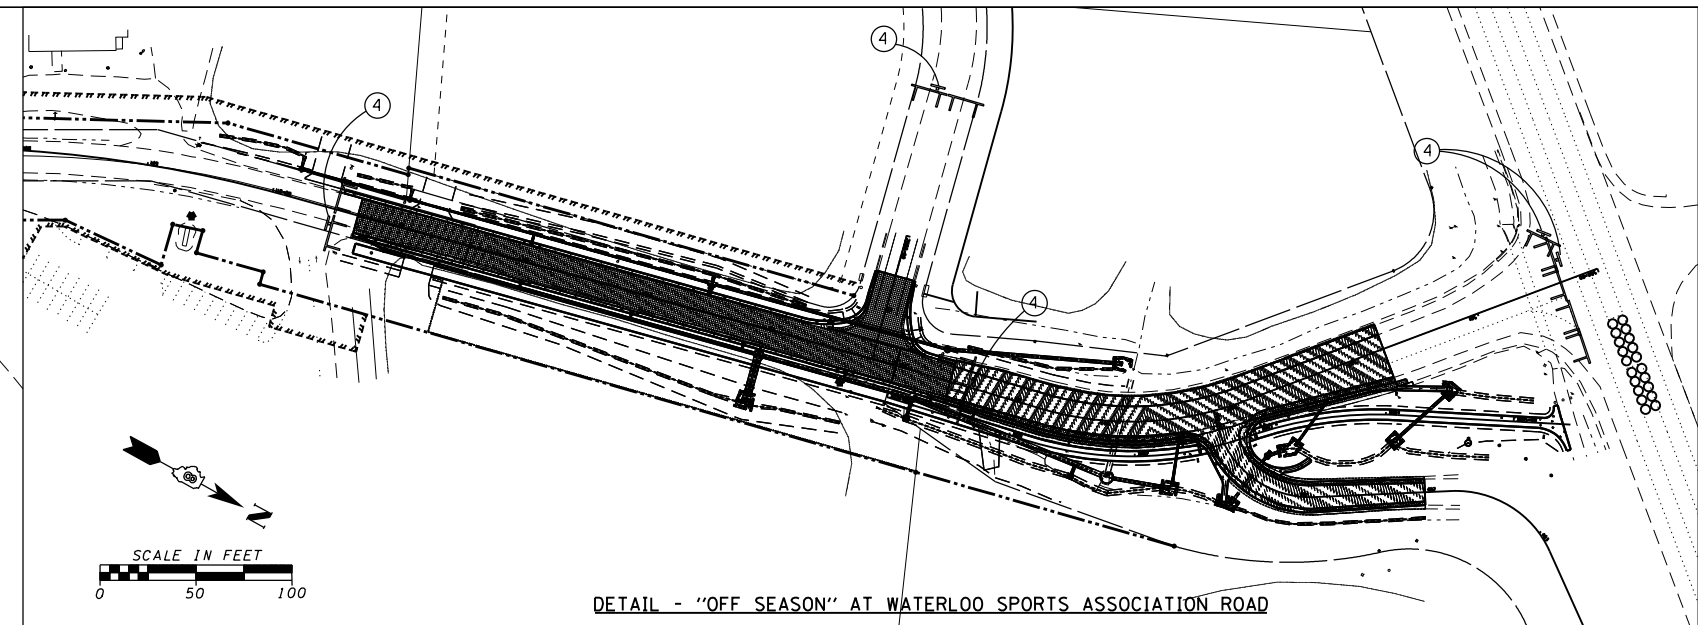 4
4
4
4
N
SCALE IN FEET
0 50 100
DETAIL - "OFF SEASON" AT WATERLOO SPORTS ASSOCIATION ROAD